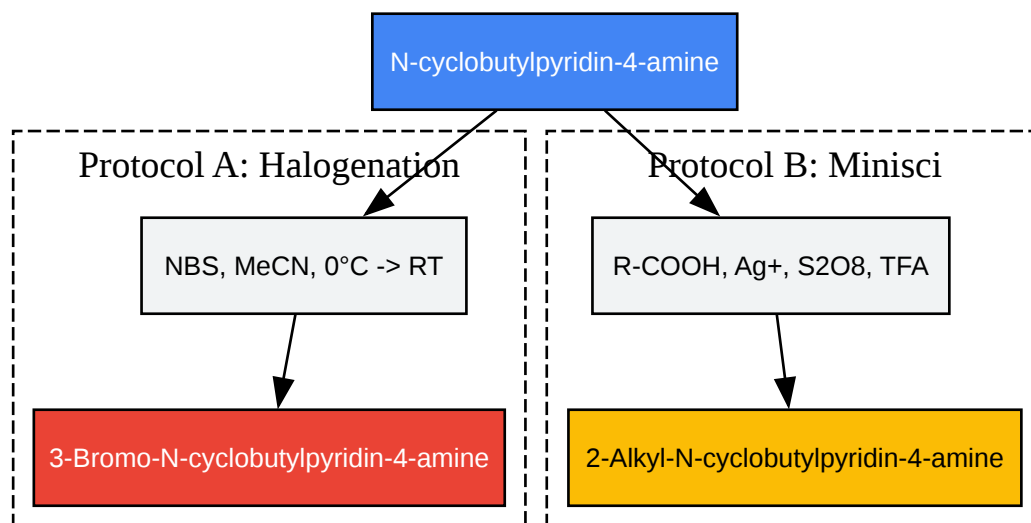 N-cyclobutylpyridin-4-amine
Protocol A: Halogenation
Protocol B: Minisci
NBS, MeCN, 0°C -> RT
R-COOH, Ag+, S2O8, TFA
3-Bromo-N-cyclobutylpyridin-4-amine
2-Alkyl-N-cyclobutylpyridin-4-amine